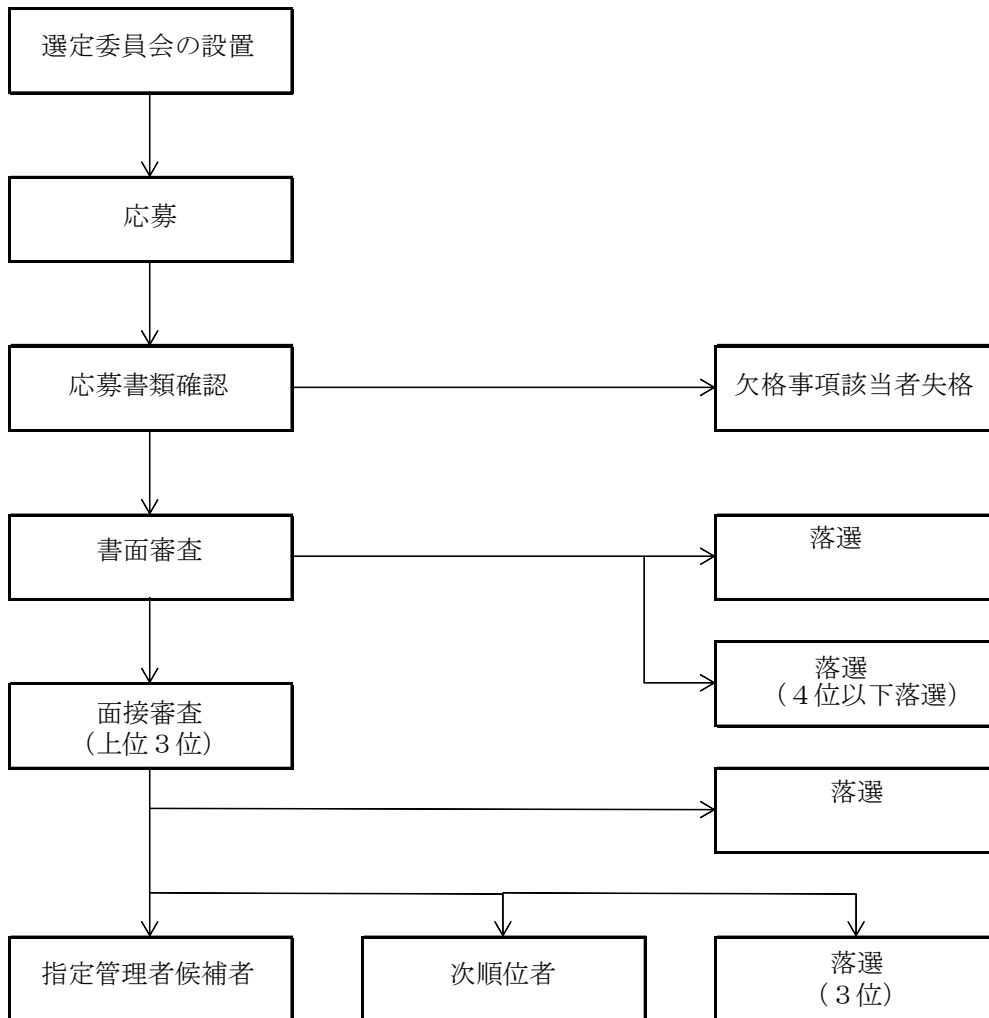 選定委員会の設置
応募
応募書類確認
欠格事項該当者失格
書面審査
落選
落選
（４位以下落選）
面接審査
（上位３位）
落選
指定管理者候補者
次順位者
落選
（３位）